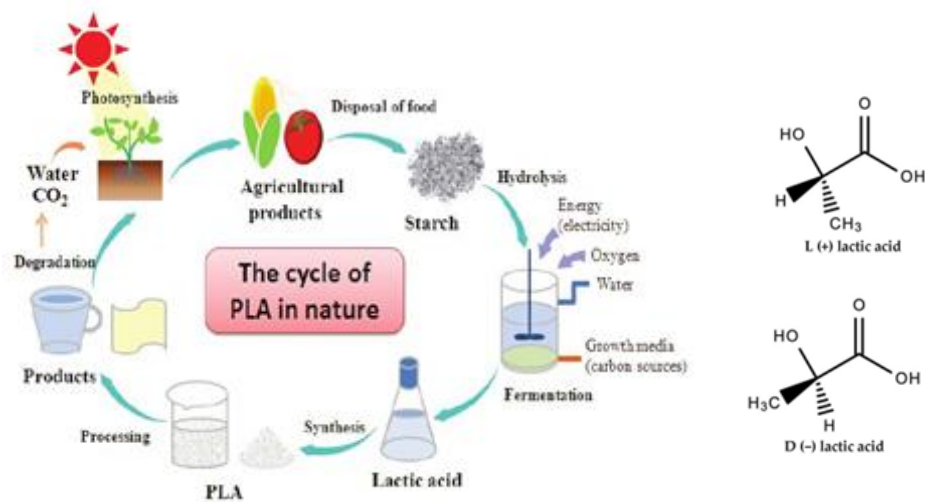 Photosynthesis
Water
CO2
Agricultural
products
Disposal of food
Starch
Hydrolysis
Energy
(electricity)
Oxygen
Water
Growth media
(carbon sources)
Fermentation
Lactic acid
Synthesis
PLA
Processing
Products
Degradation
The cycle of
PLA in nature
O
HO
OH
H
CH3
L (+) lactic acid
O
HO
OH
H3C
H
D (–) lactic acid